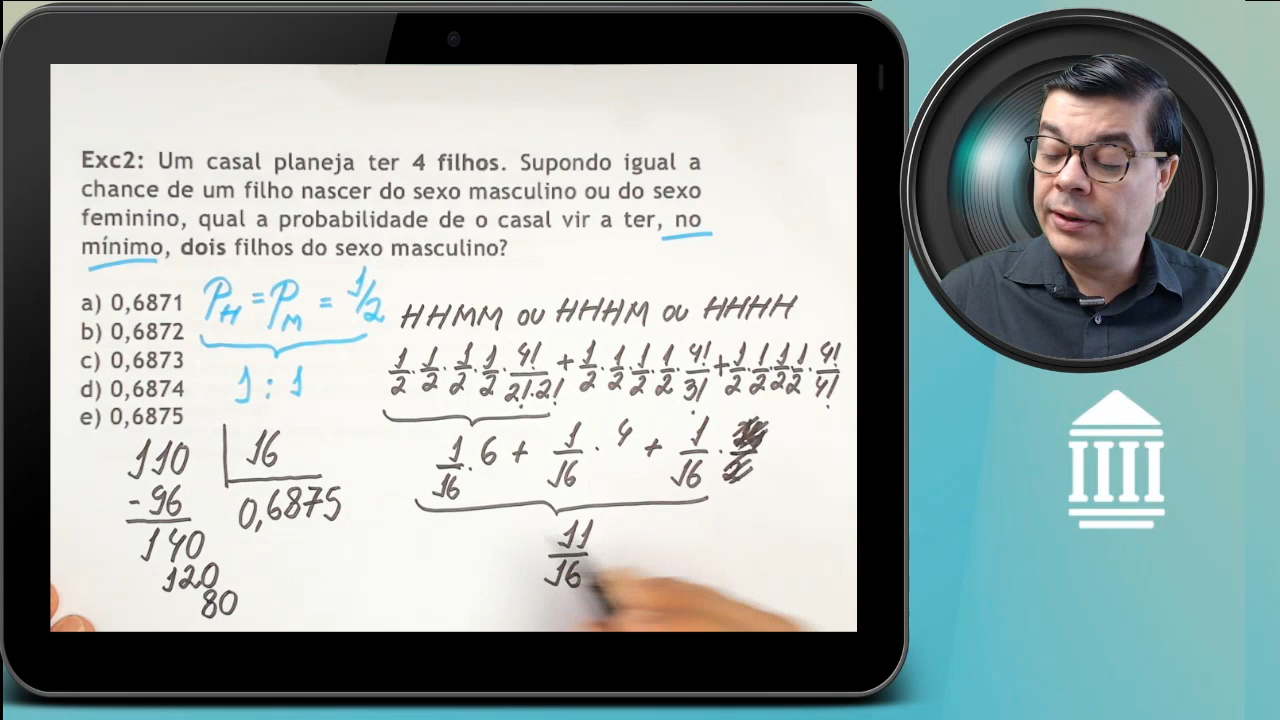 Exc2: Um casal planeja ter 4 filhos. Supondo igual a
chance de um filho nascer do sexo masculino ou do sexo
feminino, qual a probabilidade de o casal vir a ter, no
mínimo, dois filhos do sexo masculino?
a) 0,6871
b) 0,6872
c) 0,6873
d) 0,6874
e) 0,6875
P_H = P_M = 1/2
1 : 1
HHMM ou HHHM ou HHHH
1/2 · 1/2 · 1/2 · 1/2 · 4!/2!·2! + 1/2 · 1/2 · 1/2 · 1/2 · 4!/3! + 1/2 · 1/2 · 1/2 · 1/2 · 4!/4!
1/16 · 6 + 1/16 · 4 + 1/16 ·
11/16
110 | 16
-96 0,6875
140
120
80